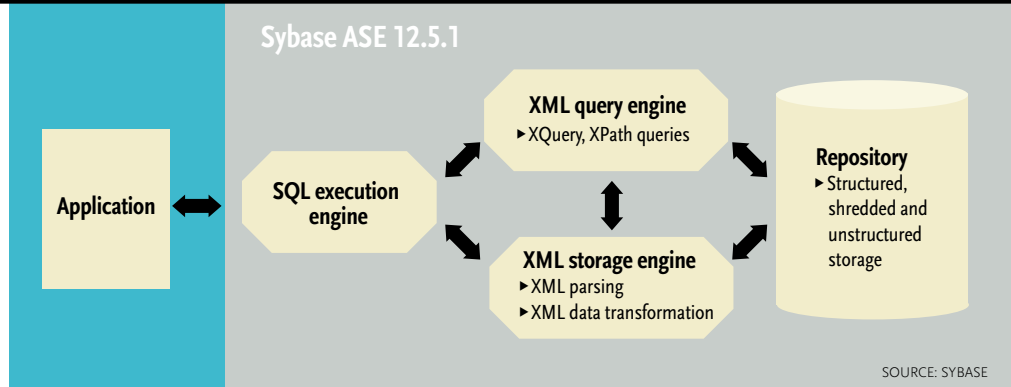 Sybase ASE 12.5.1
Application
SQL execution
engine
XML query engine
▸XQuery, XPath queries
XML storage engine
▸XML parsing
▸XML data transformation
Repository
▸Structured,
shredded and
unstructured
storage
SOURCE: SYBASE